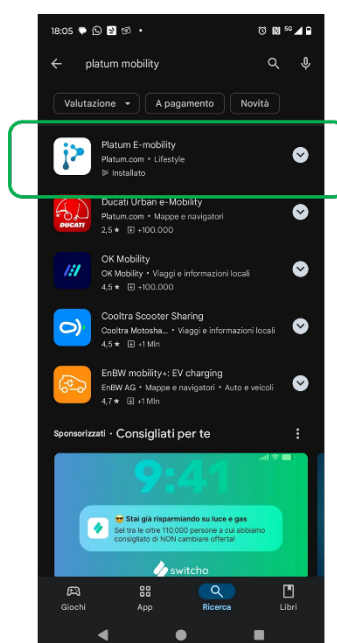 18:05
5G
platum mobility
Valutazione
A pagamento
Novità
Platum E-mobility
Platum.com • Lifestyle
Installato
DUCATI
Ducati Urban e-Mobility
Platum.com • Mappe e navigatori
2,5 ★ +100.000
OK Mobility
OK Mobility • Viaggi e informazioni locali
4,5 ★ +100.000
Cooltra Scooter Sharing
Cooltra Motosha... • Viaggi e informazioni locali
4,5 ★ +1 Mln
EnBW mobility+: EV charging
EnBW AG • Mappe e navigatori • Auto e veicoli
4,7 ★ +1 Mln
Sponsorizzati • Consigliati per te
9:41
Stai già risparmiando su luce e gas
Sei tra le oltre 110.000 persone a cui abbiamo
consigliato di NON cambiare offerta!
switcho
Giochi
App
Ricerca
Libri